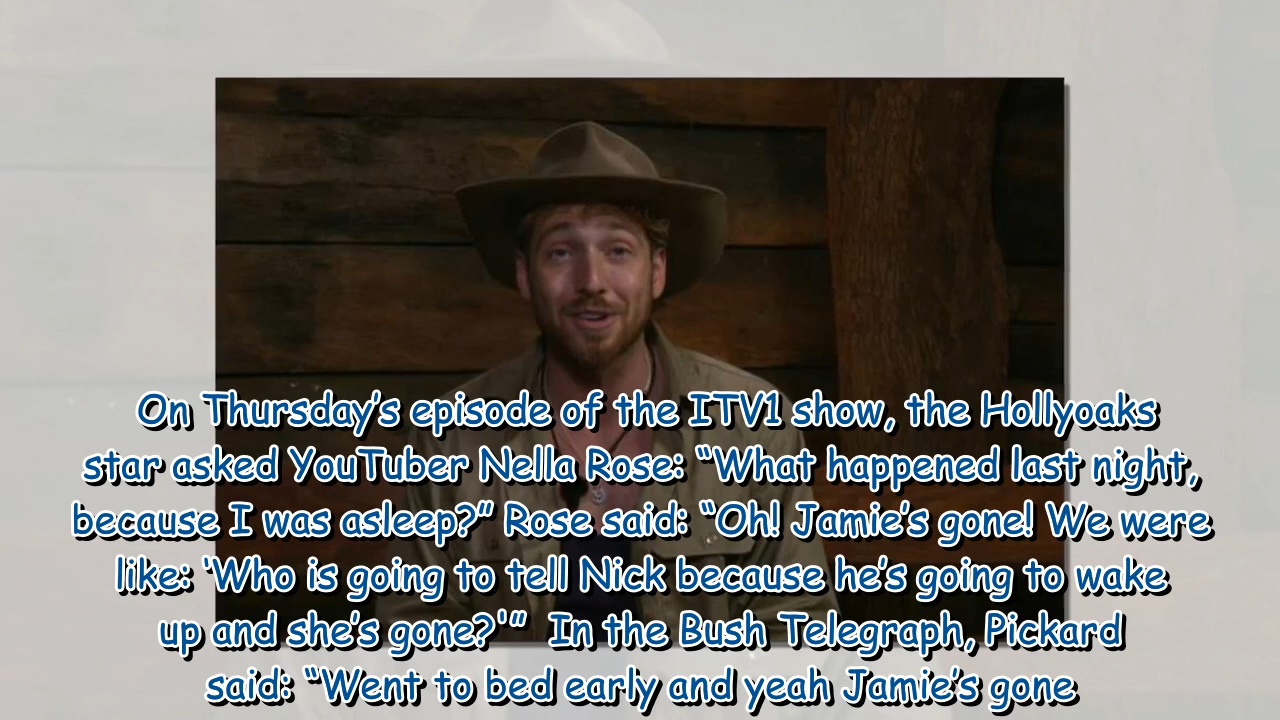 On Thursday’s episode of the ITV1 show, the Hollyoaks
star asked YouTuber Nella Rose: “What happened last night,
because I was asleep?” Rose said: “Oh! Jamie’s gone! We were
like: ‘Who is going to tell Nick because he’s going to wake
up and she’s gone?'”  In the Bush Telegraph, Pickard
said: “Went to bed early and yeah Jamie’s gone